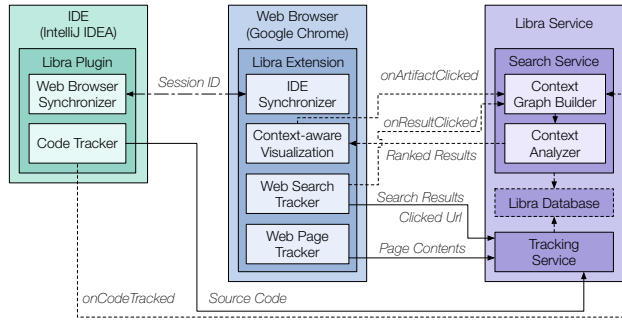 IDE
(IntelliJ IDEA)
Libra Plugin
Web Browser
Synchronizer
Code Tracker
Session ID
Web Browser
(Google Chrome)
Libra Extension
IDE
Synchronizer
Context-aware
Visualization
Web Search
Tracker
Web Page
Tracker
onArtifactClicked
onResultClicked
Ranked Results
Search Results
Clicked Url
Page Contents
Libra Service
Search Service
Context
Graph Builder
Context
Analyzer
Libra Database
Tracking
Service
onCodeTracked
Source Code